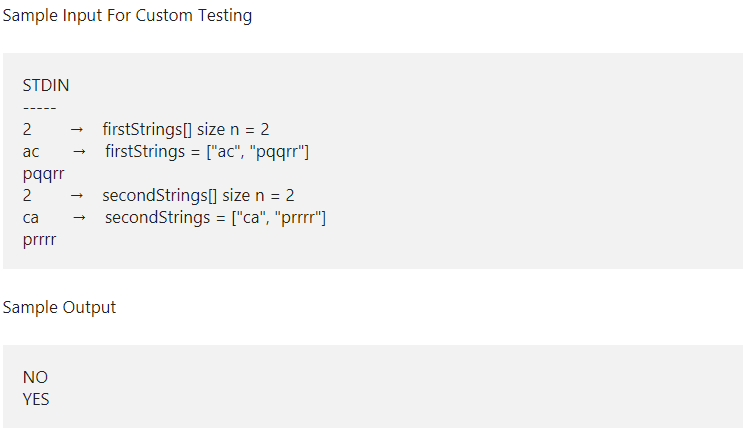 Sample Input For Custom Testing
STDIN
-----
2 → firstStrings[] size n = 2
ac → firstStrings = ["ac", "pqqrr"]
pqqrr
2 → secondStrings[] size n = 2
ca → secondStrings = ["ca", "prrrr"]
prrrr
Sample Output
NO
YES